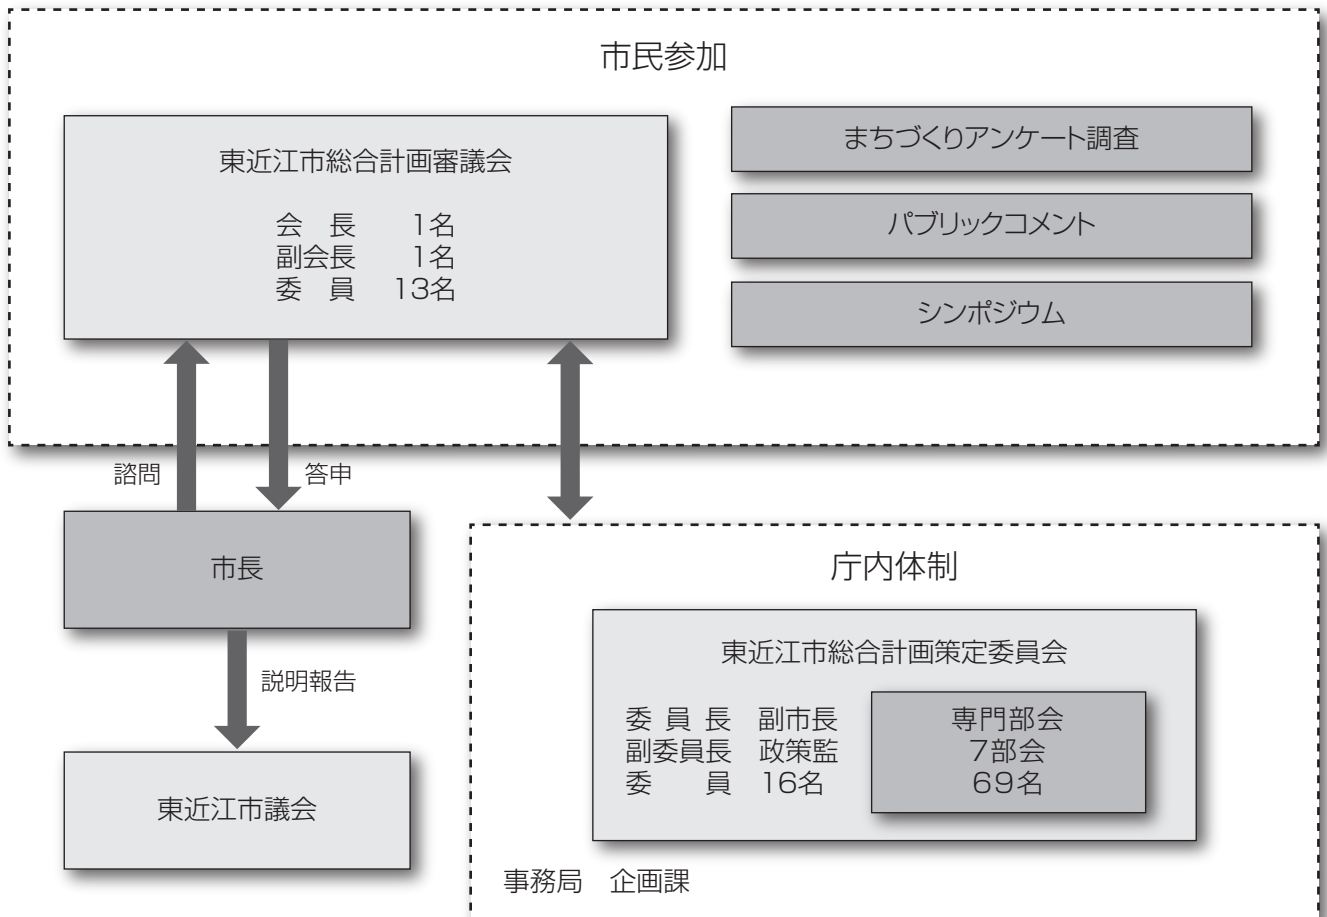 市民参加
東近江市総合計画審議会
会　長　　1名
副会長　　1名
委　員　13名
まちづくりアンケート調査
パブリックコメント
シンポジウム
諮問
答申
市長
説明報告
東近江市議会
庁内体制
東近江市総合計画策定委員会
委 員 長　副市長
副委員長　政策監
委　　員　16名
専門部会
7部会
69名
事務局　企画課